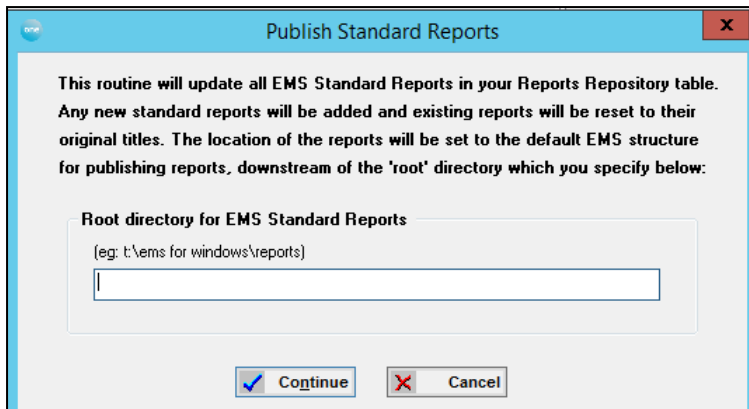 one
Publish Standard Reports
x
This routine will update all EMS Standard Reports in your Reports Repository table.
Any new standard reports will be added and existing reports will be reset to their
original titles. The location of the reports will be set to the default EMS structure
for publishing reports, downstream of the 'root' directory which you specify below:
Root directory for EMS Standard Reports
(eg: t:\ems for windows\reports)
Continue
Cancel